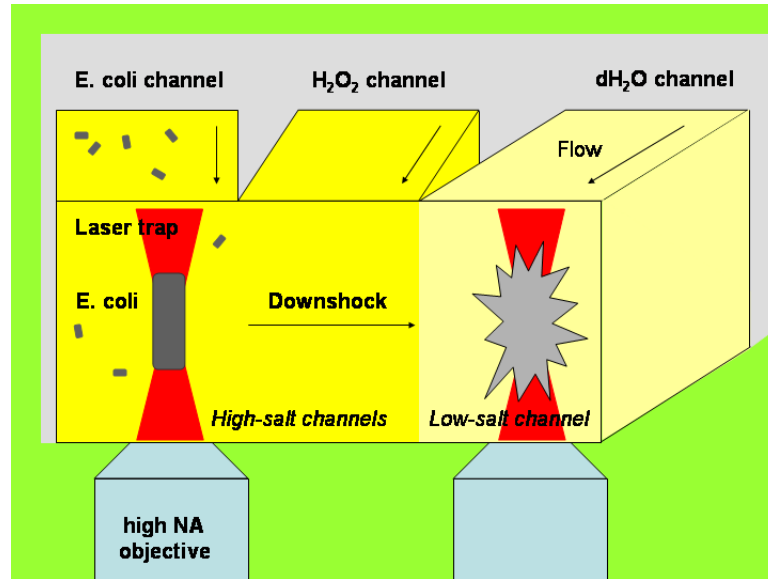 E. coli channel
H₂O₂ channel
dH₂O channel
Flow
Laser trap
E. coli
Downshock
High-salt channels
Low-salt channel
high NA
objective